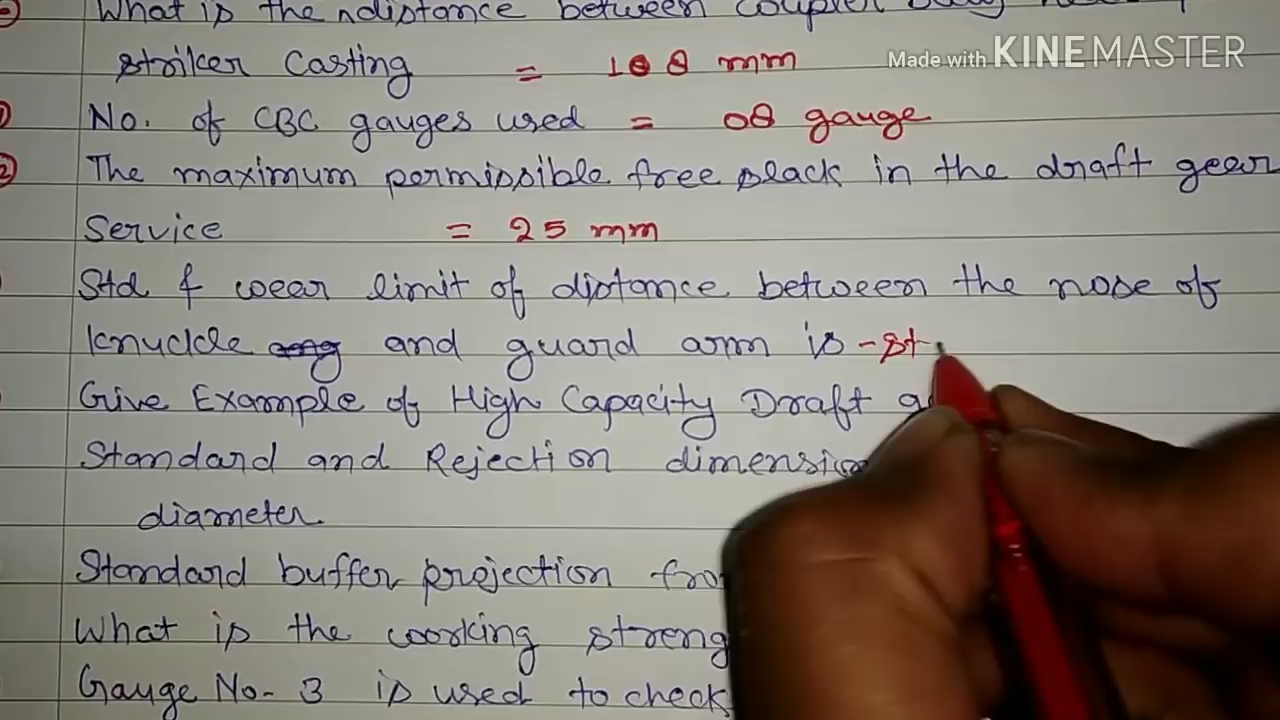 What is the distance between coupler
striker casting = 108 mm
Made with KINEMASTER
No. of CBC gauges used = 08 gauge
The maximum permissible free slack in the draft gear
Service = 25 mm
Std & wear limit of distance between the nose of
knuckle and guard arm is - st
Give Example of High Capacity Draft
Standard and Rejection
diameter.
Standard buffer projection
What is the working
Gauge No- 3 is used to check